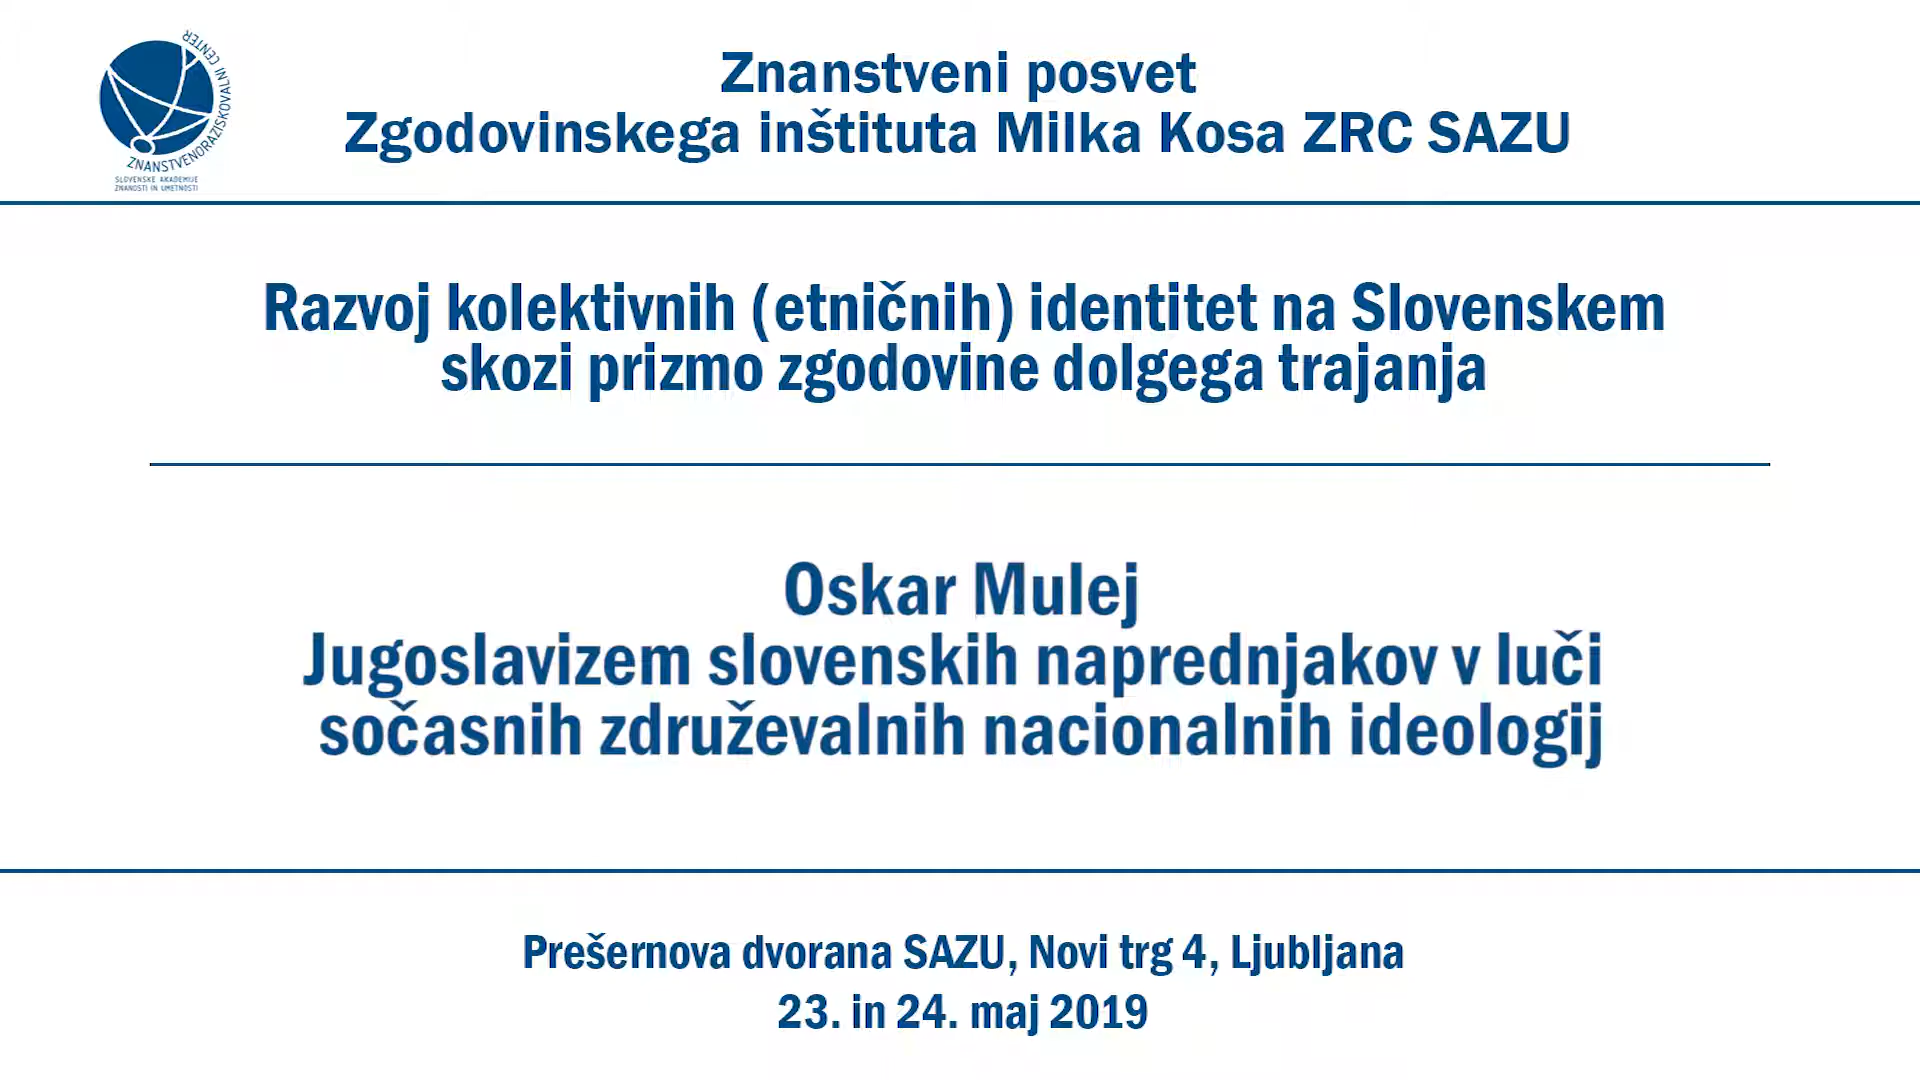 ZNANSTVENORAZISKOVALNI CENTER
SLOVENSKE AKADEMIJE
ZNANOSTI IN UMETNOSTI
Znanstveni posvet
Zgodovinskega inštituta Milka Kosa ZRC SAZU
Razvoj kolektivnih (etničnih) identitet na Slovenskem
skozi prizmo zgodovine dolgega trajanja
Oskar Mulej
Jugoslavizem slovenskih naprednjakov v luči
sočasnih združevalnih nacionalnih ideologij
Prešernova dvorana SAZU, Novi trg 4, Ljubljana
23. in 24. maj 2019